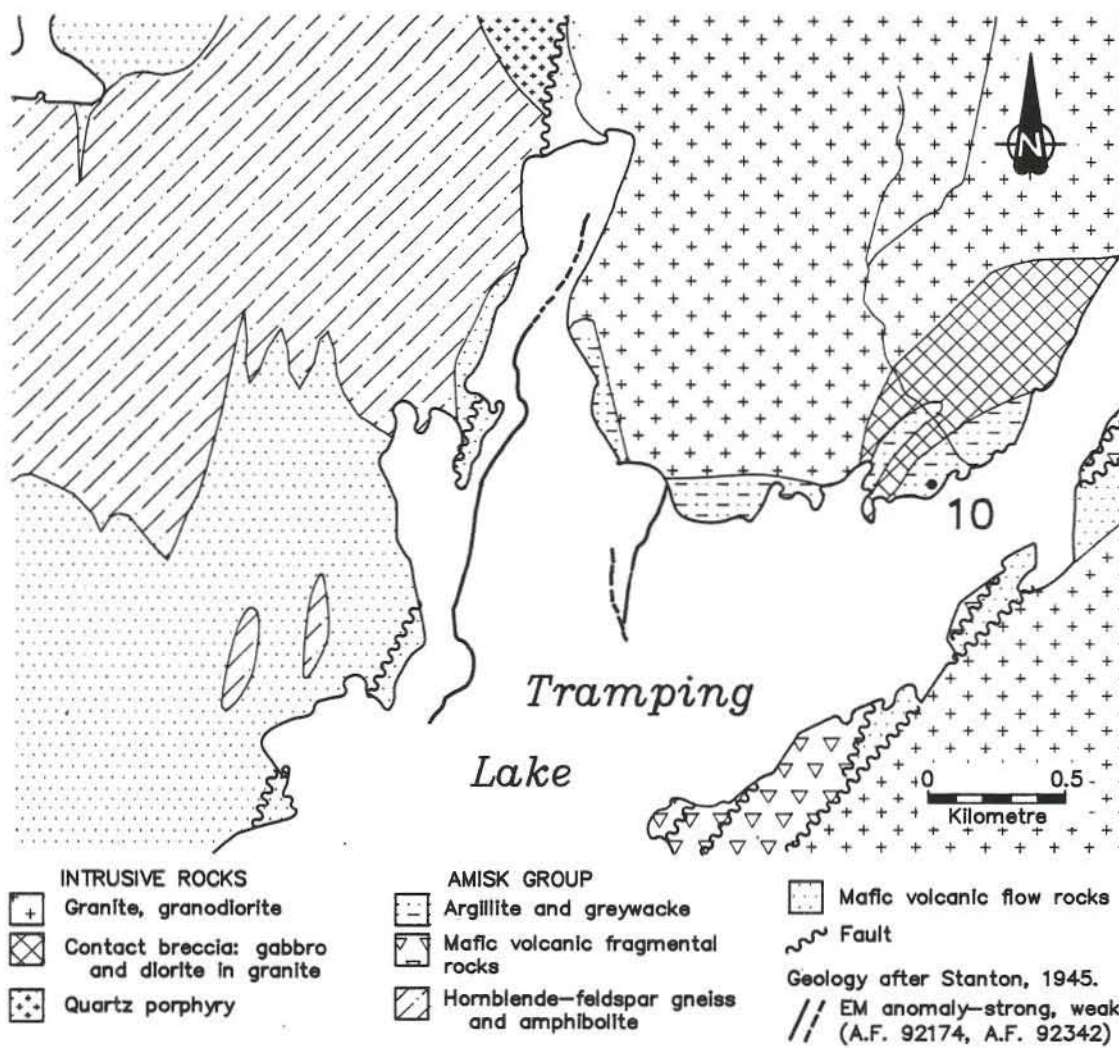 N
10
Tramping
Lake
0 0.5
Kilometre
INTRUSIVE ROCKS
Granite, granodiorite
Contact breccia: gabbro
and diorite in granite
Quartz porphyry
AMISK GROUP
Argillite and greywacke
Mafic volcanic fragmental
rocks
Hornblende-feldspar gneiss
and amphibolite
Mafic volcanic flow rocks
Fault
Geology after Stanton, 1945.
EM anomaly-strong, weak
(A.F. 92174, A.F. 92342)